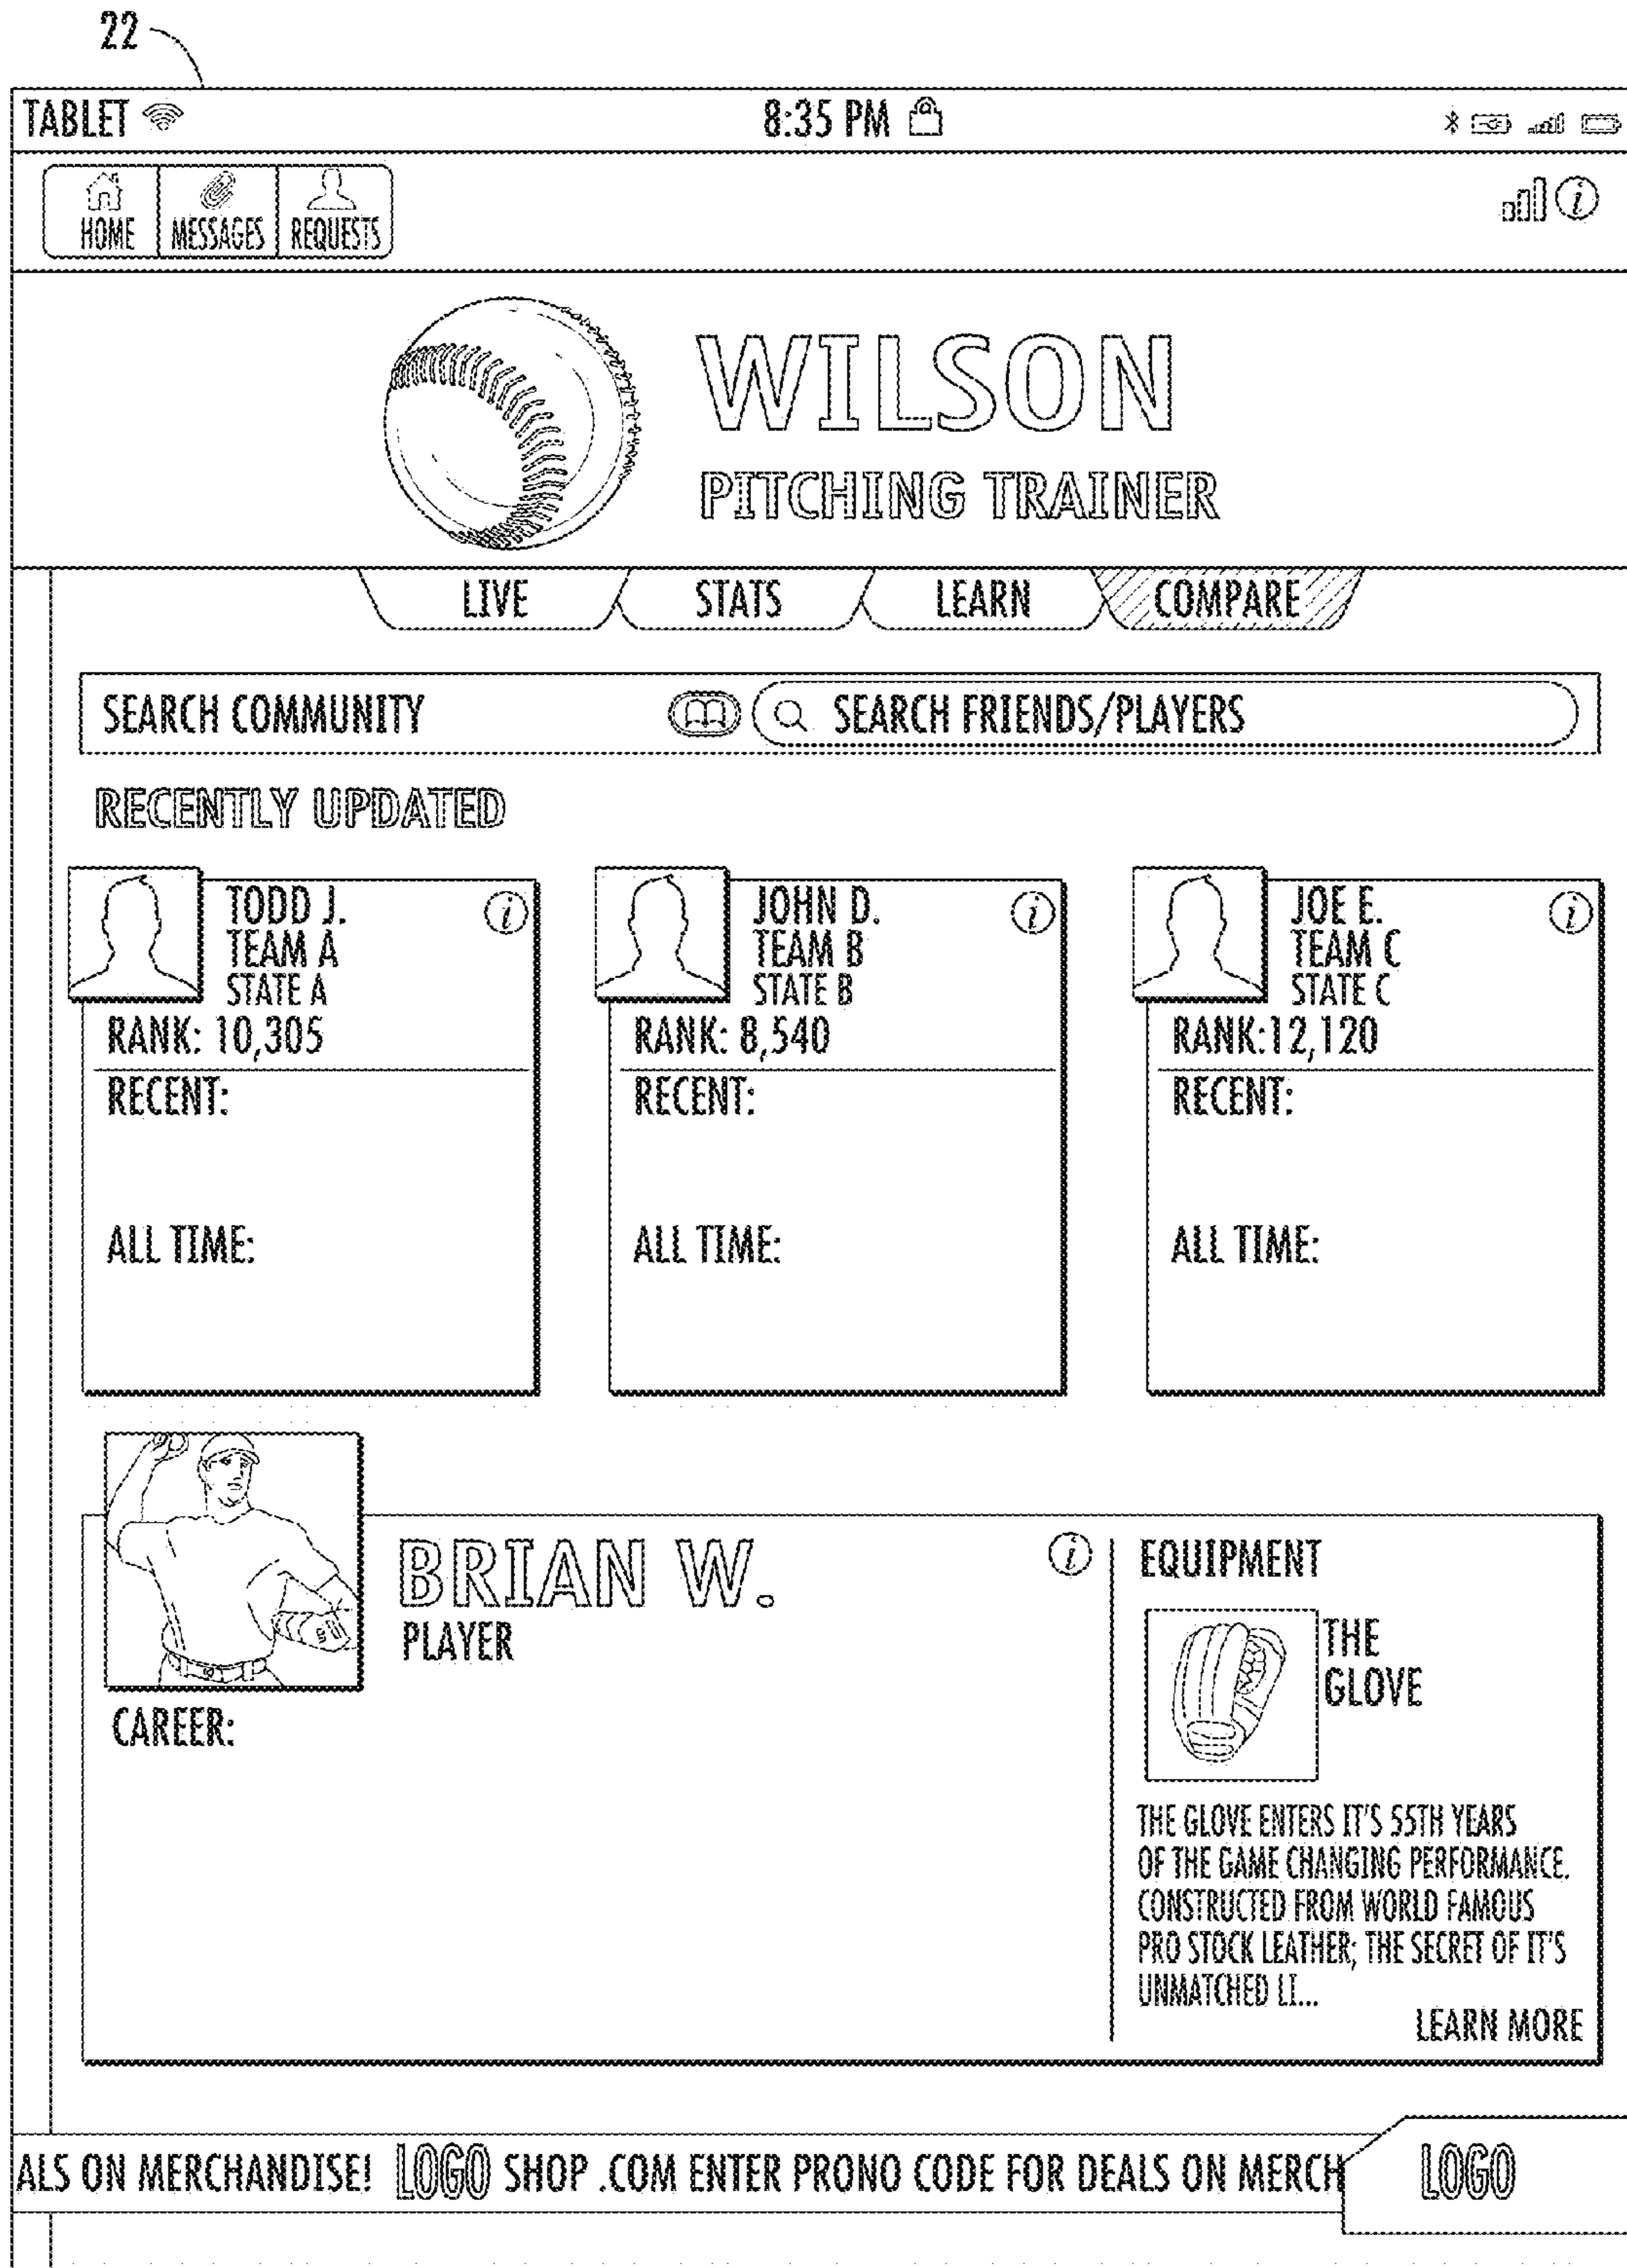 22
TABLET 8:35 PM
HOME MESSAGES REQUESTS
WILSON
PITCHING TRAINER
LIVE STATS LEARN COMPARE
SEARCH COMMUNITY SEARCH FRIENDS/PLAYERS
RECENTLY UPDATED
TODD J.
TEAM A
STATE A
RANK: 10,305
RECENT:
ALL TIME:
JOHN D.
TEAM B
STATE B
RANK: 8,540
RECENT:
ALL TIME:
JOE E.
TEAM C
STATE C
RANK:12,120
RECENT:
ALL TIME:
BRIAN W.
PLAYER
CAREER:
EQUIPMENT
THE
GLOVE
THE GLOVE ENTERS IT'S 55TH YEARS
OF THE GAME CHANGING PERFORMANCE.
CONSTRUCTED FROM WORLD FAMOUS
PRO STOCK LEATHER; THE SECRET OF IT'S
UNMATCHED LI...
LEARN MORE
ALS ON MERCHANDISE! LOGO SHOP .COM ENTER PRONO CODE FOR DEALS ON MERCH LOGO